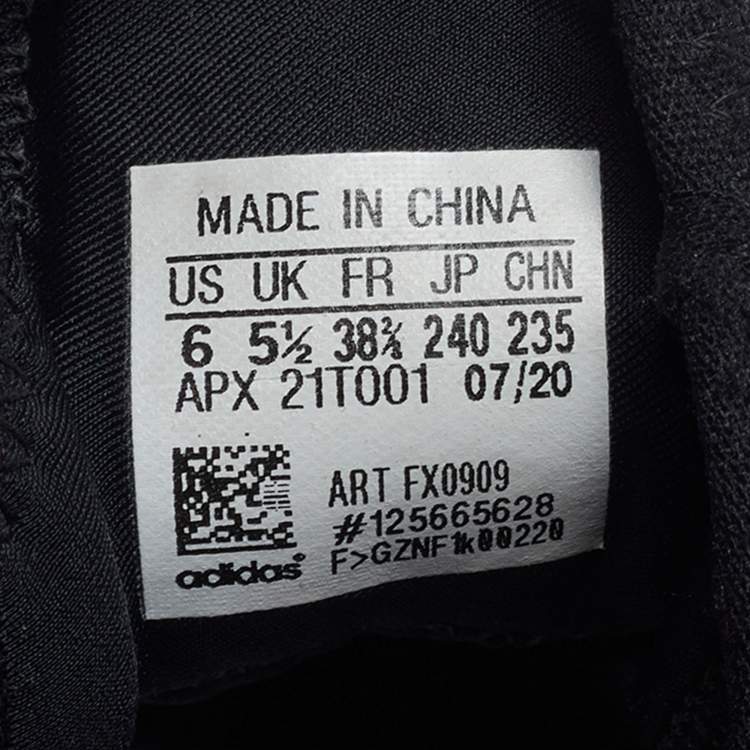 MADE IN CHINA
US UK FR JP CHN
6 5½ 38⅔ 240 235
APX 21T001 07/20
ART FX0909
#125665628
F>GZNF1k00220
adidas